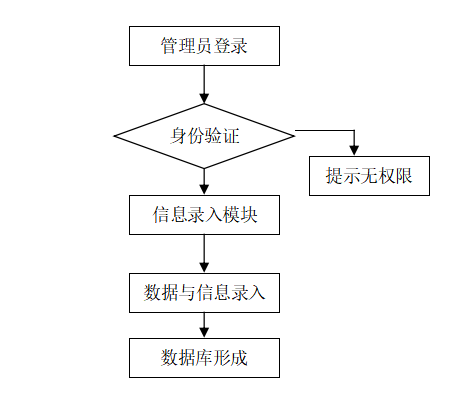 管理员登录
身份验证
提示无权限
信息录入模块
数据与信息录入
数据库形成